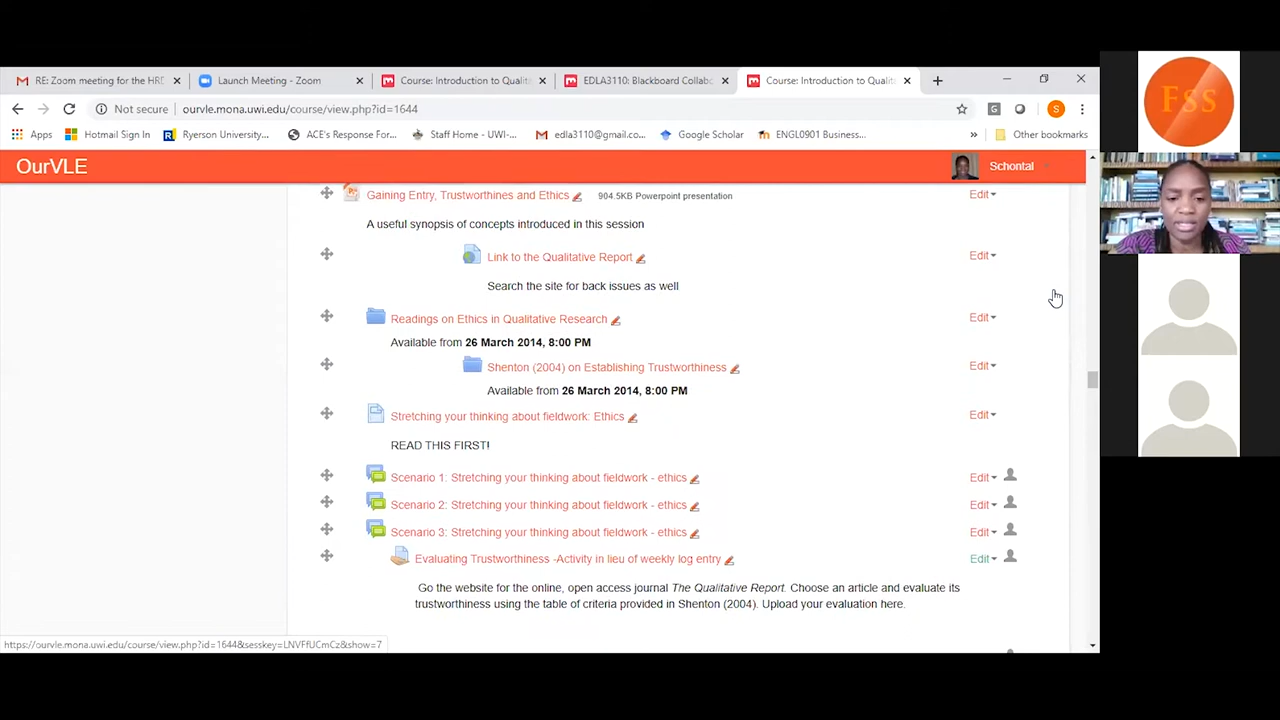 RE: Zoom meeting for the HRD
Launch Meeting - Zoom
Course: Introduction to Qualita
EDLA3110: Blackboard Collabo
Course: Introduction to Qualita
Not secure
ourvle.mona.uwi.edu/course/view.php?id=1644
S
Apps
Hotmail Sign In
Ryerson University...
ACE's Response For...
Staff Home - UWI-...
edla3110@gmail.co...
Google Scholar
ENGL0901 Business...
»
Other bookmarks
OurVLE
Schontal
FSS
Gaining Entry, Trustworthines and Ethics
904.5KB Powerpoint presentation
Edit
A useful synopsis of concepts introduced in this session
Link to the Qualitative Report
Edit
Search the site for back issues as well
Readings on Ethics in Qualitative Research
Edit
Available from 26 March 2014, 8:00 PM
Shenton (2004) on Establishing Trustworthiness
Edit
Available from 26 March 2014, 8:00 PM
Stretching your thinking about fieldwork: Ethics
Edit
READ THIS FIRST!
Scenario 1: Stretching your thinking about fieldwork - ethics
Edit
Scenario 2: Stretching your thinking about fieldwork - ethics
Edit
Scenario 3: Stretching your thinking about fieldwork - ethics
Edit
Evaluating Trustworthiness -Activity in lieu of weekly log entry
Edit
Go the website for the online, open access journal The Qualitative Report. Choose an article and evaluate its
trustworthiness using the table of criteria provided in Shenton (2004). Upload your evaluation here.
https://ourvle.mona.uwi.edu/course/view.php?id=1644&sesskey=LNVFfUCmCz&show=7